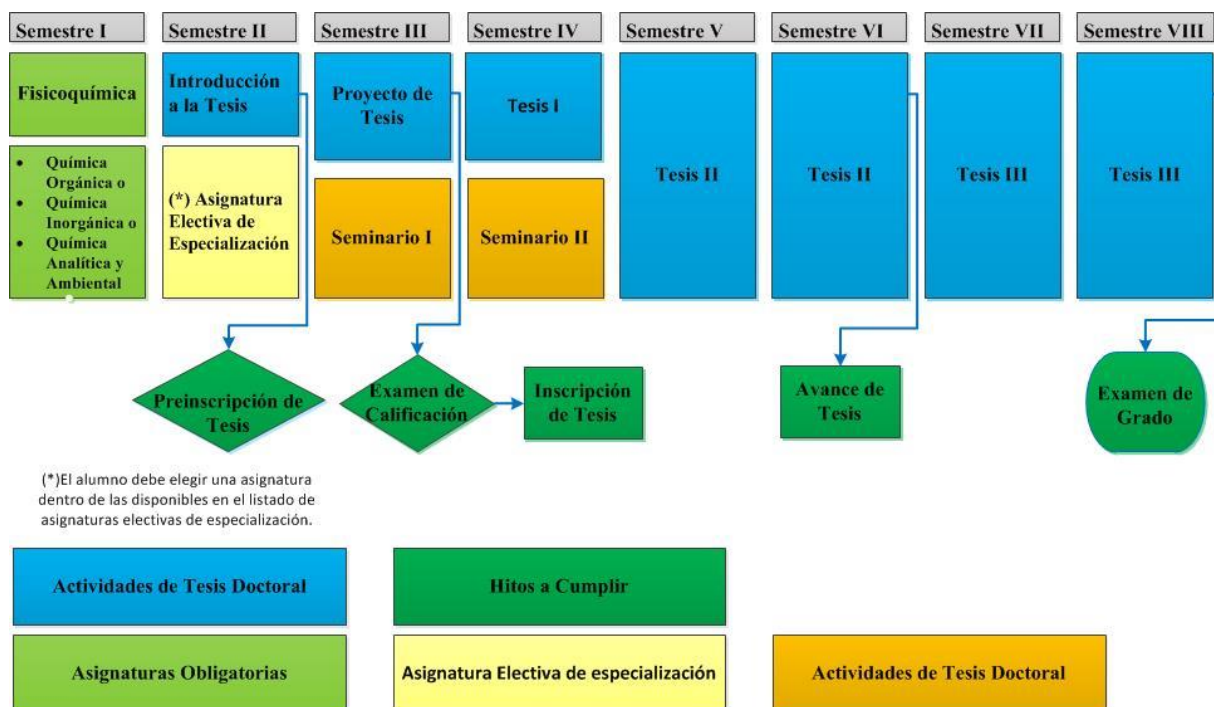 Semestre I
Semestre II
Semestre III
Semestre IV
Semestre V
Semestre VI
Semestre VII
Semestre VIII
Fisicoquímica
Introducción
a la Tesis
Proyecto de
Tesis
Tesis I
Tesis II
Tesis II
Tesis III
Tesis III
• Química
Orgánica o
• Química
Inorgánica o
• Química
Analítica y
Ambiental
(*) Asignatura
Electiva de
Especialización
Seminario I
Seminario II
Preinscripción de
Tesis
Examen de
Calificación
Inscripción
de Tesis
Avance de
Tesis
Examen de
Grado
(*)El alumno debe elegir una asignatura
dentro de las disponibles en el listado de
asignaturas electivas de especialización.
Actividades de Tesis Doctoral
Hitos a Cumplir
Asignaturas Obligatorias
Asignatura Electiva de especialización
Actividades de Tesis Doctoral